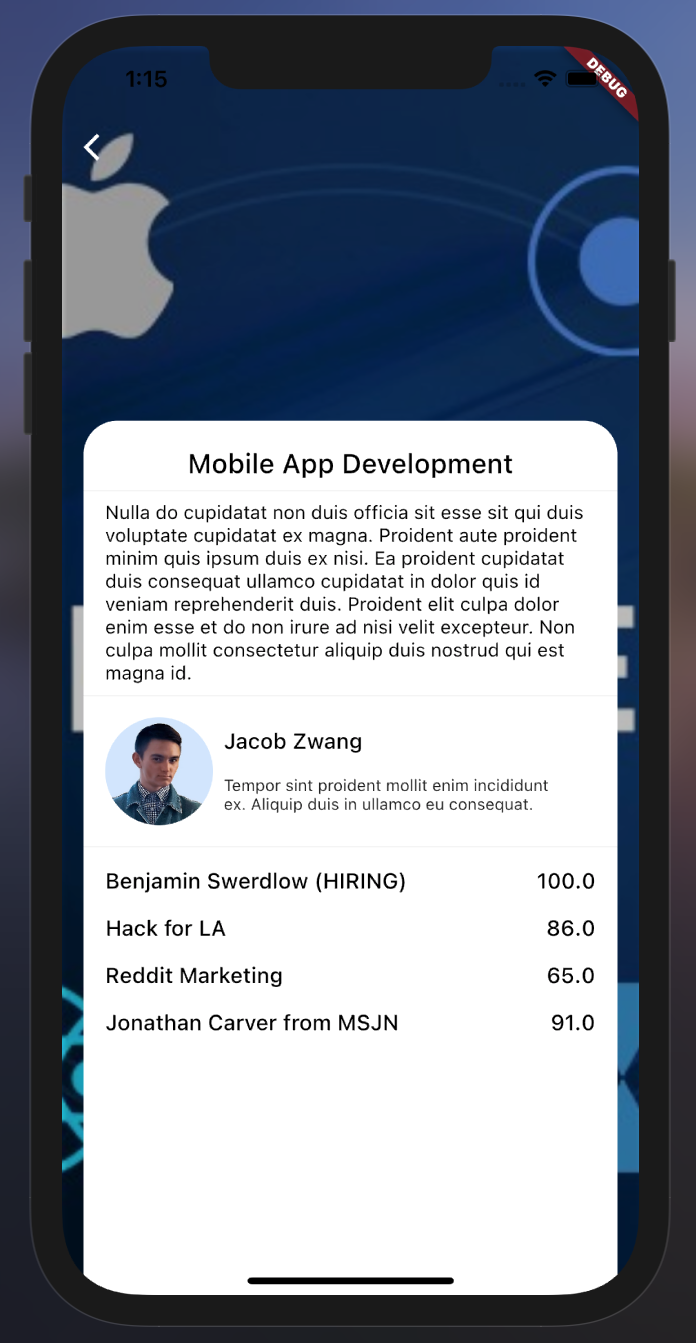 1:15
DEBUG
Mobile App Development
Nulla do cupidatat non duis officia sit esse sit qui duis
voluptate cupidatat ex magna. Proident aute proident
minim quis ipsum duis ex nisi. Ea proident cupidatat
duis consequat ullamco cupidatat in dolor quis id
veniam reprehenderit duis. Proident elit culpa dolor
enim esse et do non irure ad nisi velit excepteur. Non
culpa mollit consectetur aliquip duis nostrud qui est
magna id.
Jacob Zwang
Tempor sint proident mollit enim incididunt
ex. Aliquip duis in ullamco eu consequat.
Benjamin Swerdlow (HIRING) 100.0
Hack for LA 86.0
Reddit Marketing 65.0
Jonathan Carver from MSJN 91.0